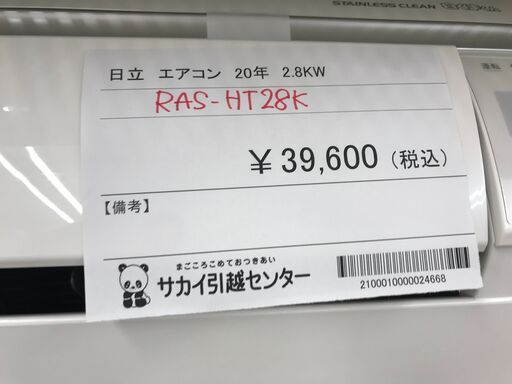 STAINLESS CLEAN
日立 エアコン 20年 2.8KW
RAS-HT28K
運転
¥ 39,600（税込）
【備考】
まごころこめておつきあい
サカイ引越センター
2100010000024668